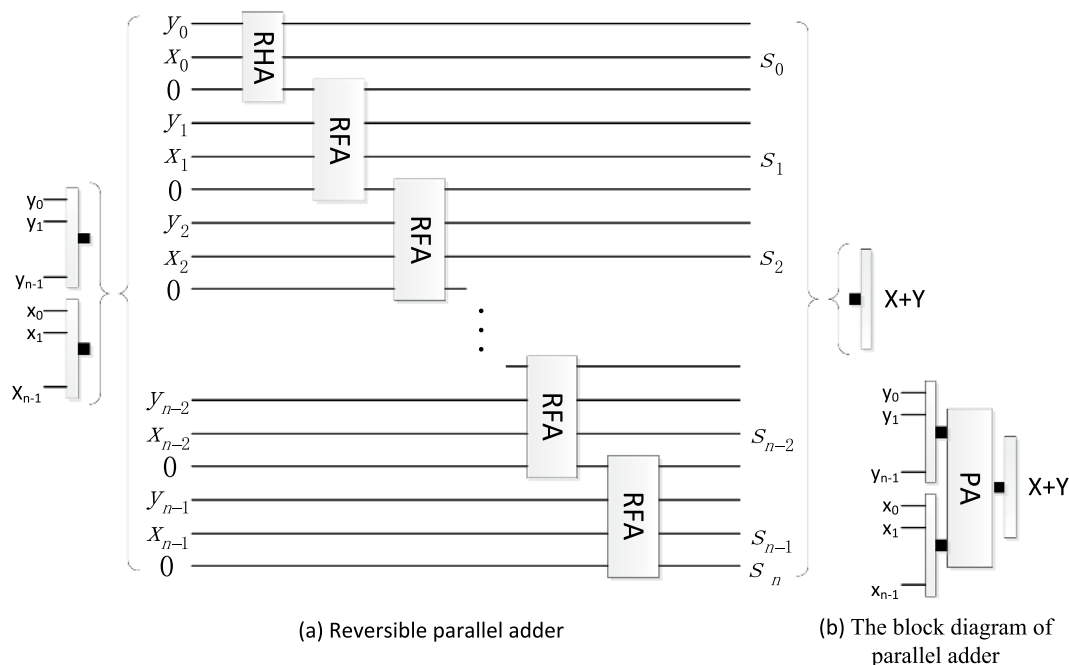 y₀
x₀
0
RHA
s₀
y₁
x₁
0
RFA
s₁
y₂
x₂
0
RFA
s₂
yₙ₋₂
xₙ₋₂
0
RFA
sₙ₋₂
yₙ₋₁
xₙ₋₁
0
RFA
sₙ₋₁
sₙ
y₀
y₁
yₙ₋₁
x₀
x₁
Xₙ₋₁
X+Y
y₀
y₁
yₙ₋₁
x₀
x₁
xₙ₋₁
PA
X+Y
(a) Reversible parallel adder
(b) The block diagram of
parallel adder